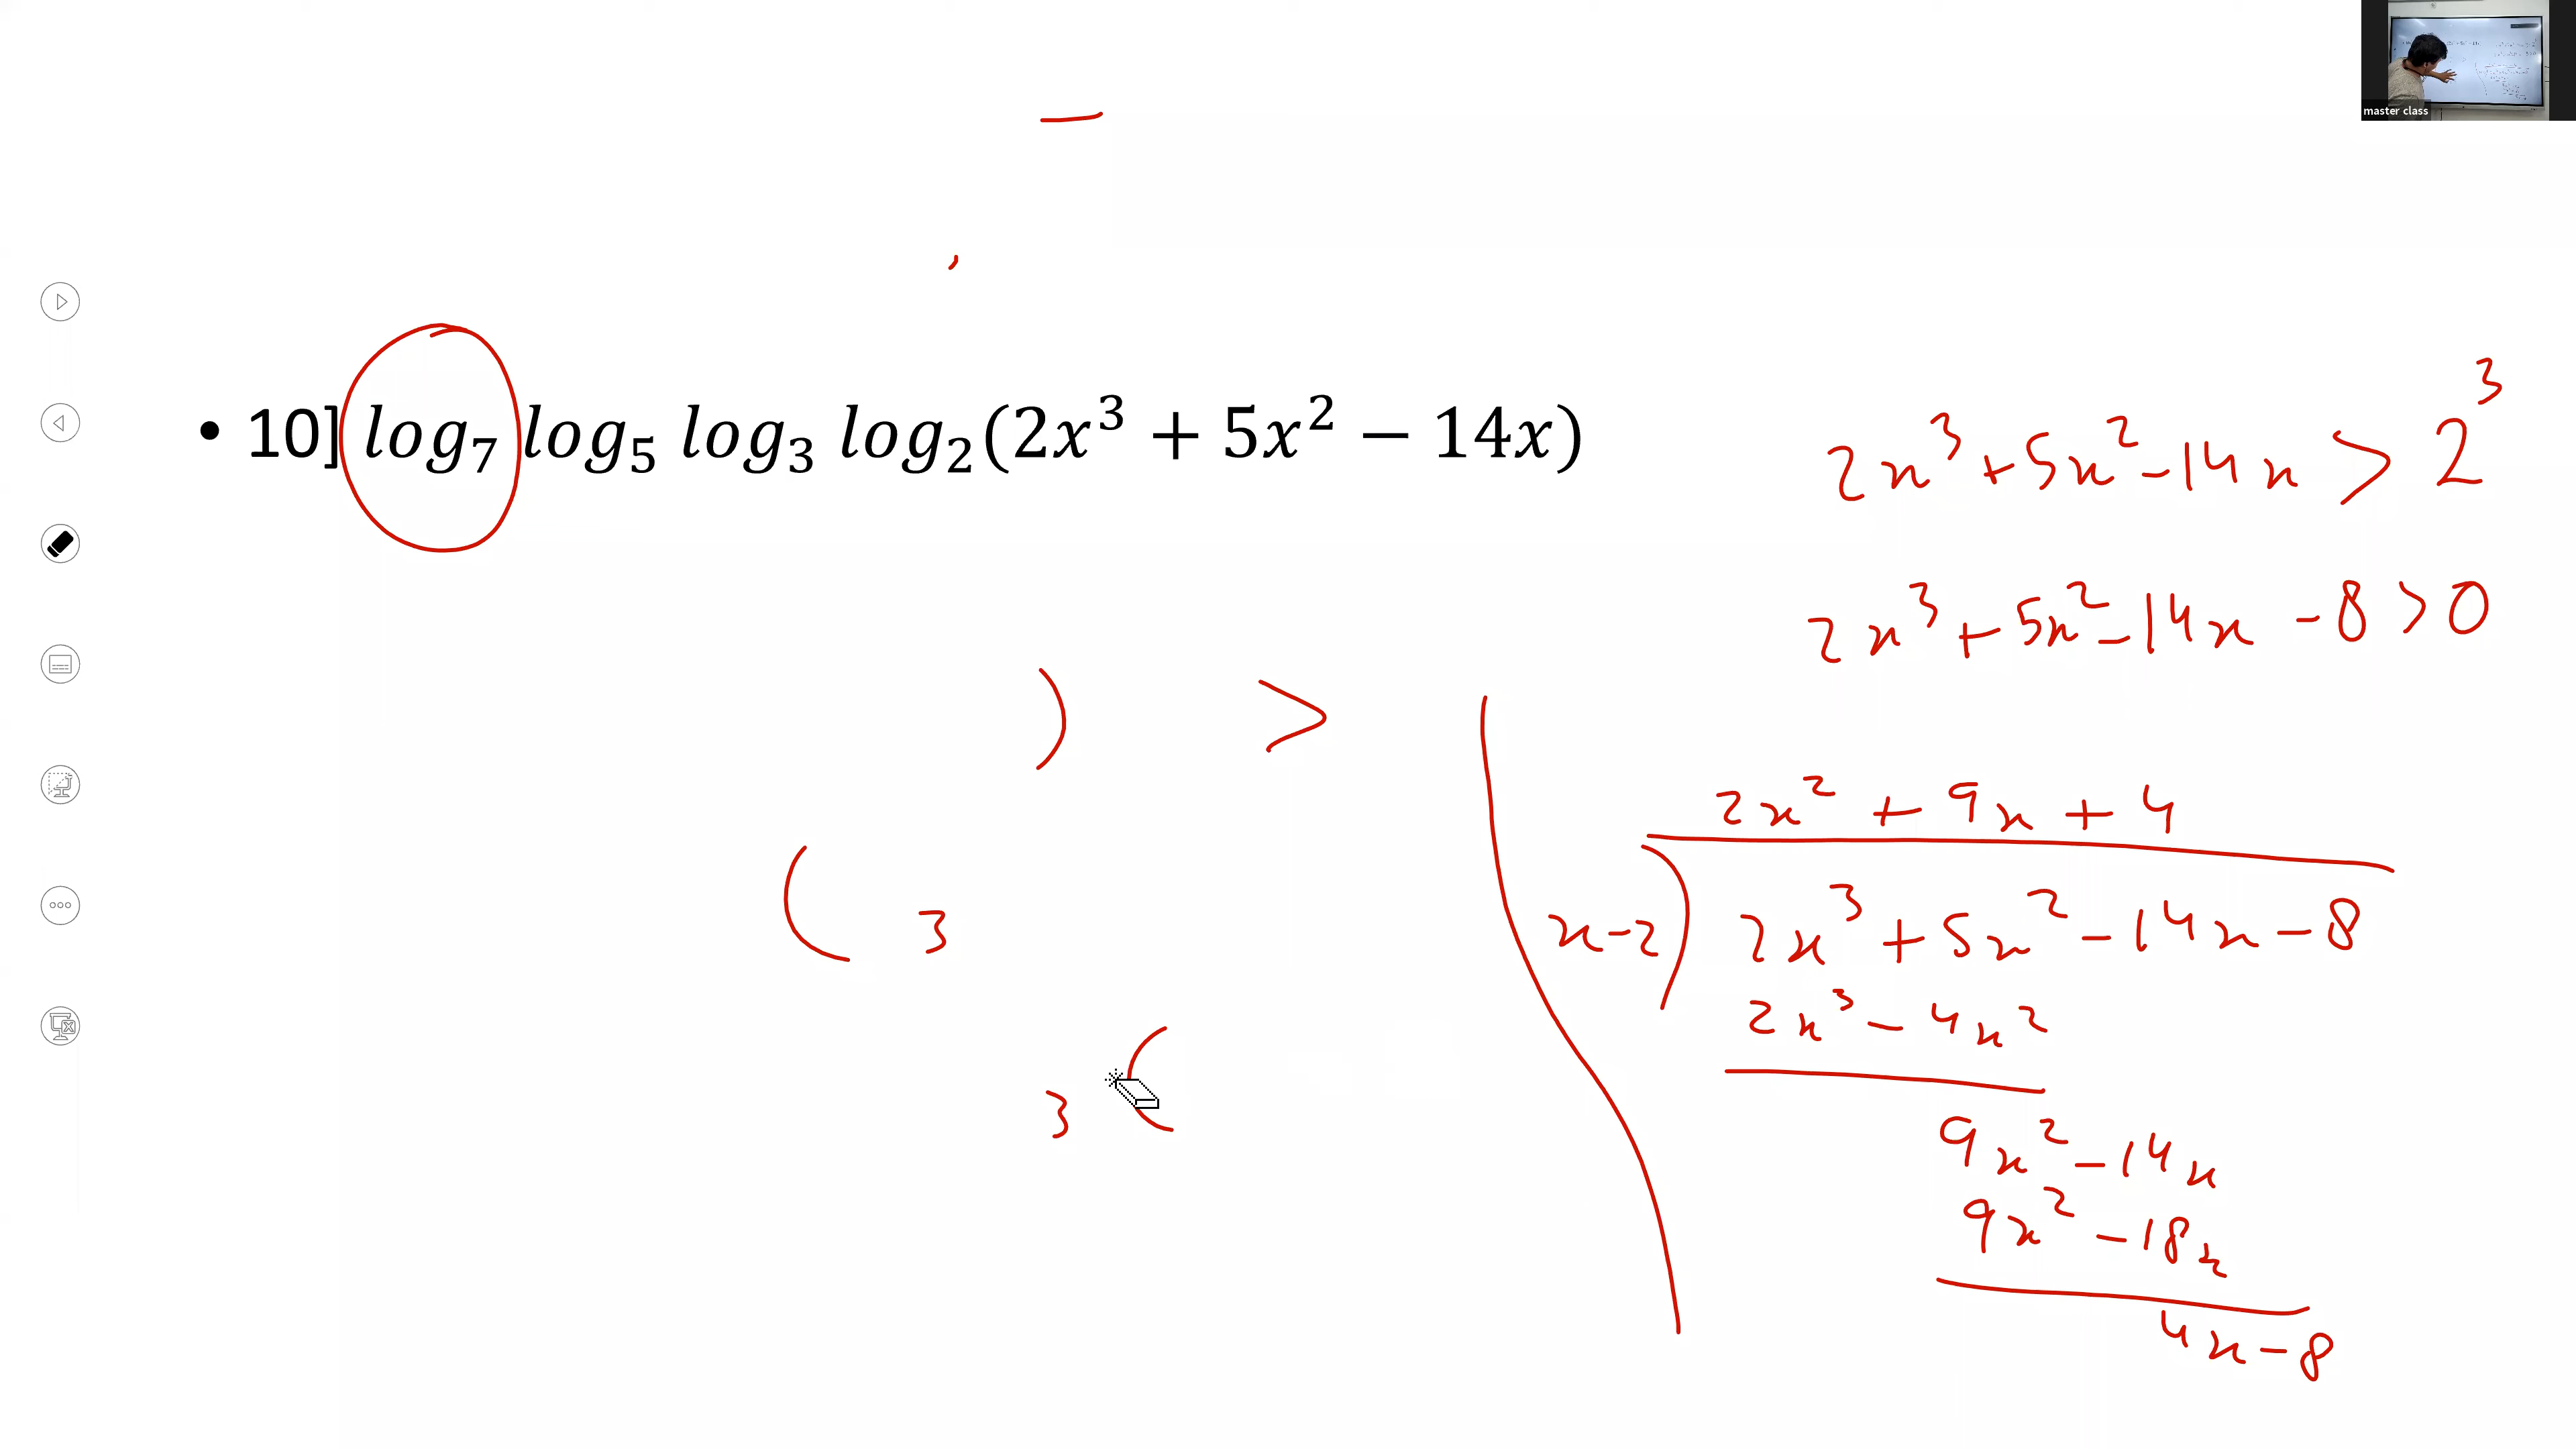 master class
• 10] log₇ log₅ log₃ log₂(2x³ + 5x² − 14x)
2x³ + 5x² − 14x > 2³
2x³ + 5x² − 14x − 8 > 0
) >
2x² + 9x + 4
( 3
x−2) 2x³ + 5x² − 14x − 8
2x³ − 4x²
3 (
9x² − 14x
9x² − 18x
4x − 8